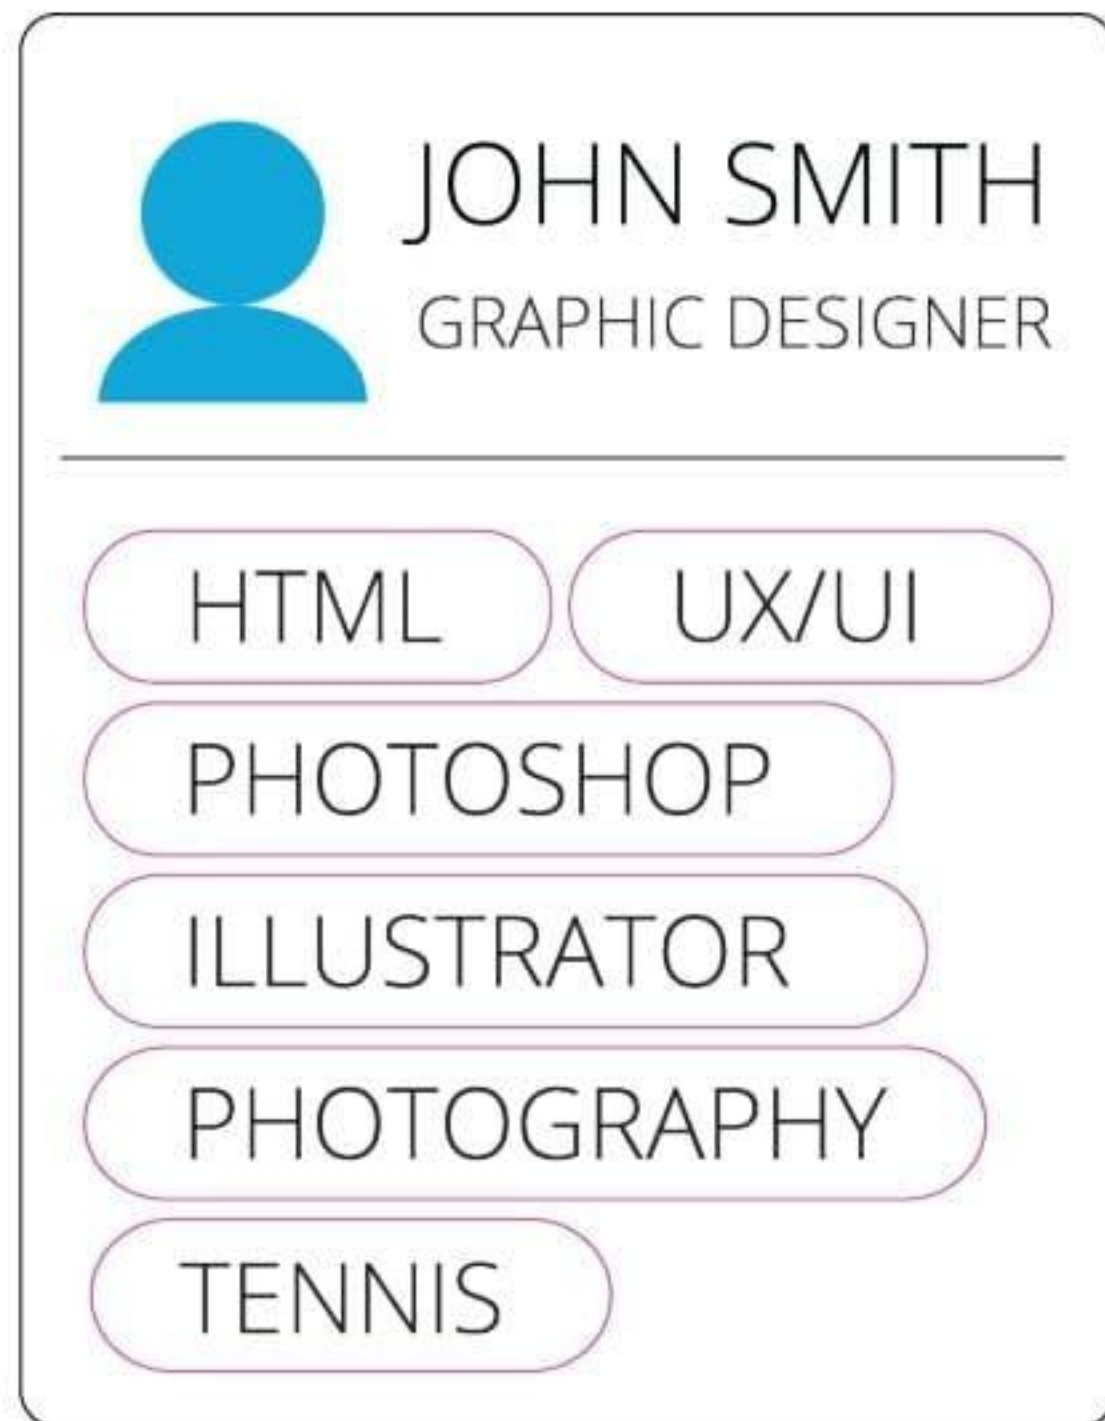 JOHN SMITH
GRAPHIC DESIGNER
HTML UX/UI
PHOTOSHOP
ILLUSTRATOR
PHOTOGRAPHY
TENNIS